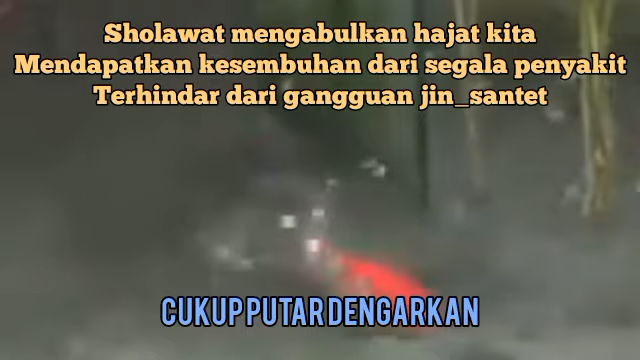 Sholawat mengabulkan hajat kita
Mendapatkan kesembuhan dari segala penyakit
Terhindar dari gangguan jin_santet
CUKUP PUTAR DENGARKAN